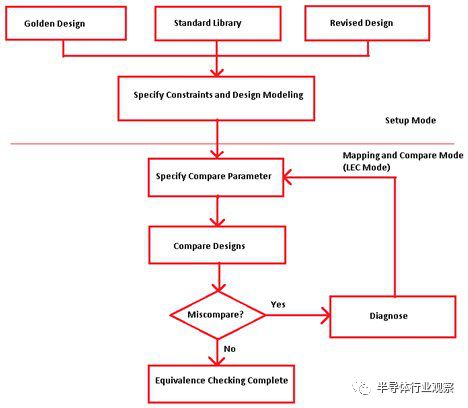 Golden Design
Standard Library
Revised Design
Specify Constraints and Design Modeling
Setup Mode
Mapping and Compare Mode
(LEC Mode)
Specify Compare Parameter
Compare Designs
Miscompare?
Yes
Diagnose
No
Equivalence Checking Complete
半导体行业观察